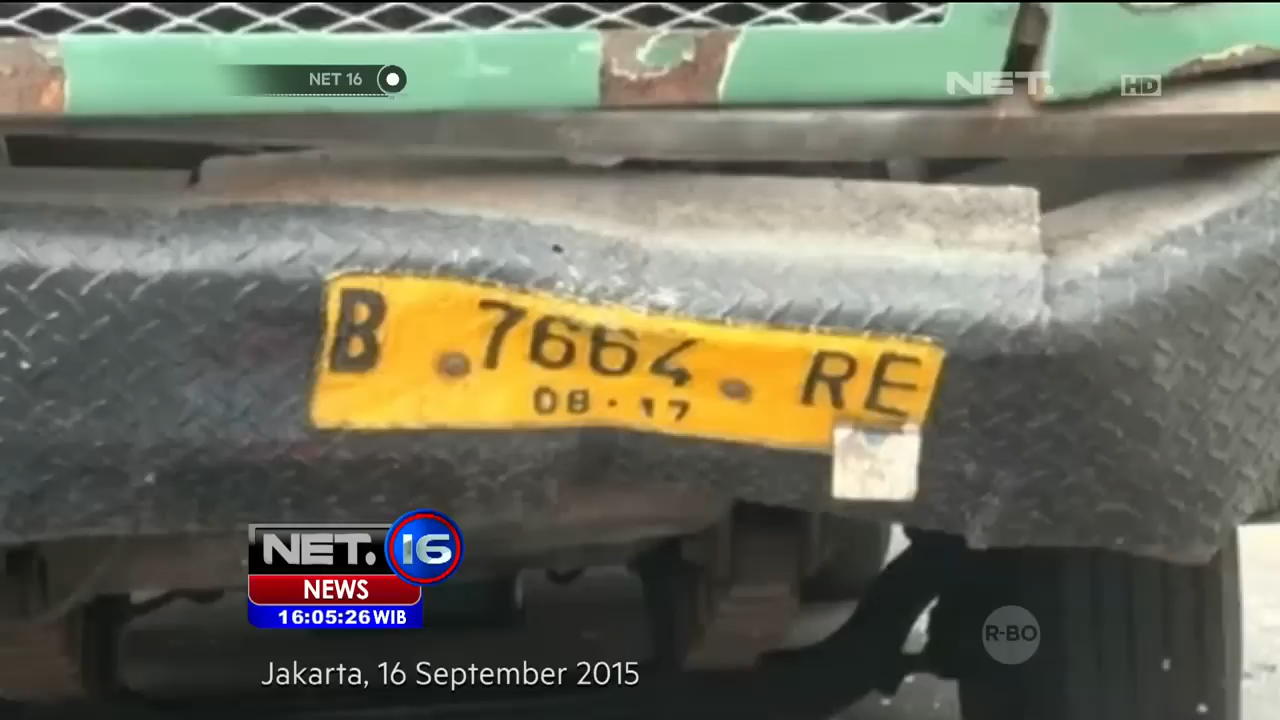 NET 16
NET. HD
B 7664 RE
08 · 17
NET. 16
NEWS
16:05:26 WIB
R-BO
Jakarta, 16 September 2015